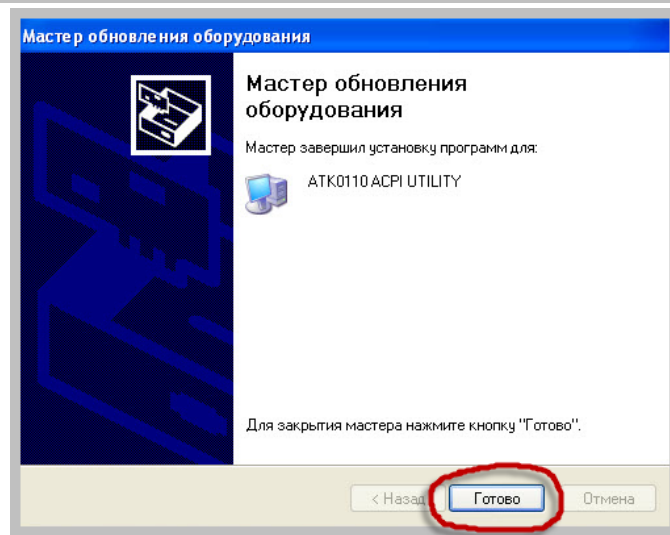 Мастер обновления оборудования
Мастер обновления
оборудования
Мастер завершил установку программ для:
ATK0110 ACPI UTILITY
Для закрытия мастера нажмите кнопку "Готово".
< Назад
Готово
Отмена